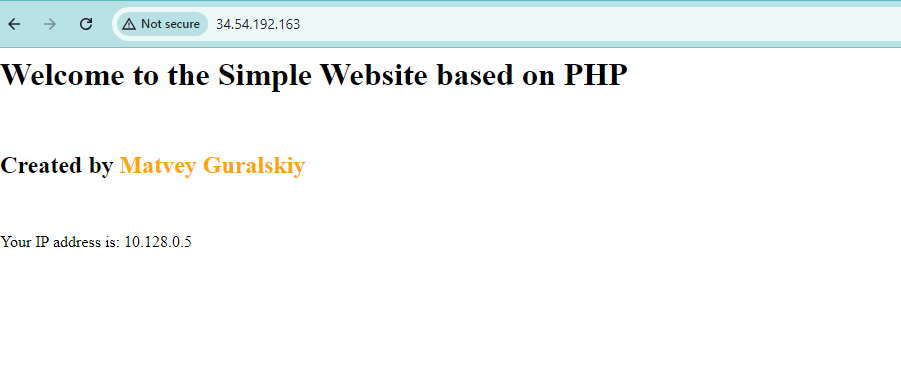 Not secure 34.54.192.163
Welcome to the Simple Website based on PHP
Created by Matvey Guralskiy
Your IP address is: 10.128.0.5